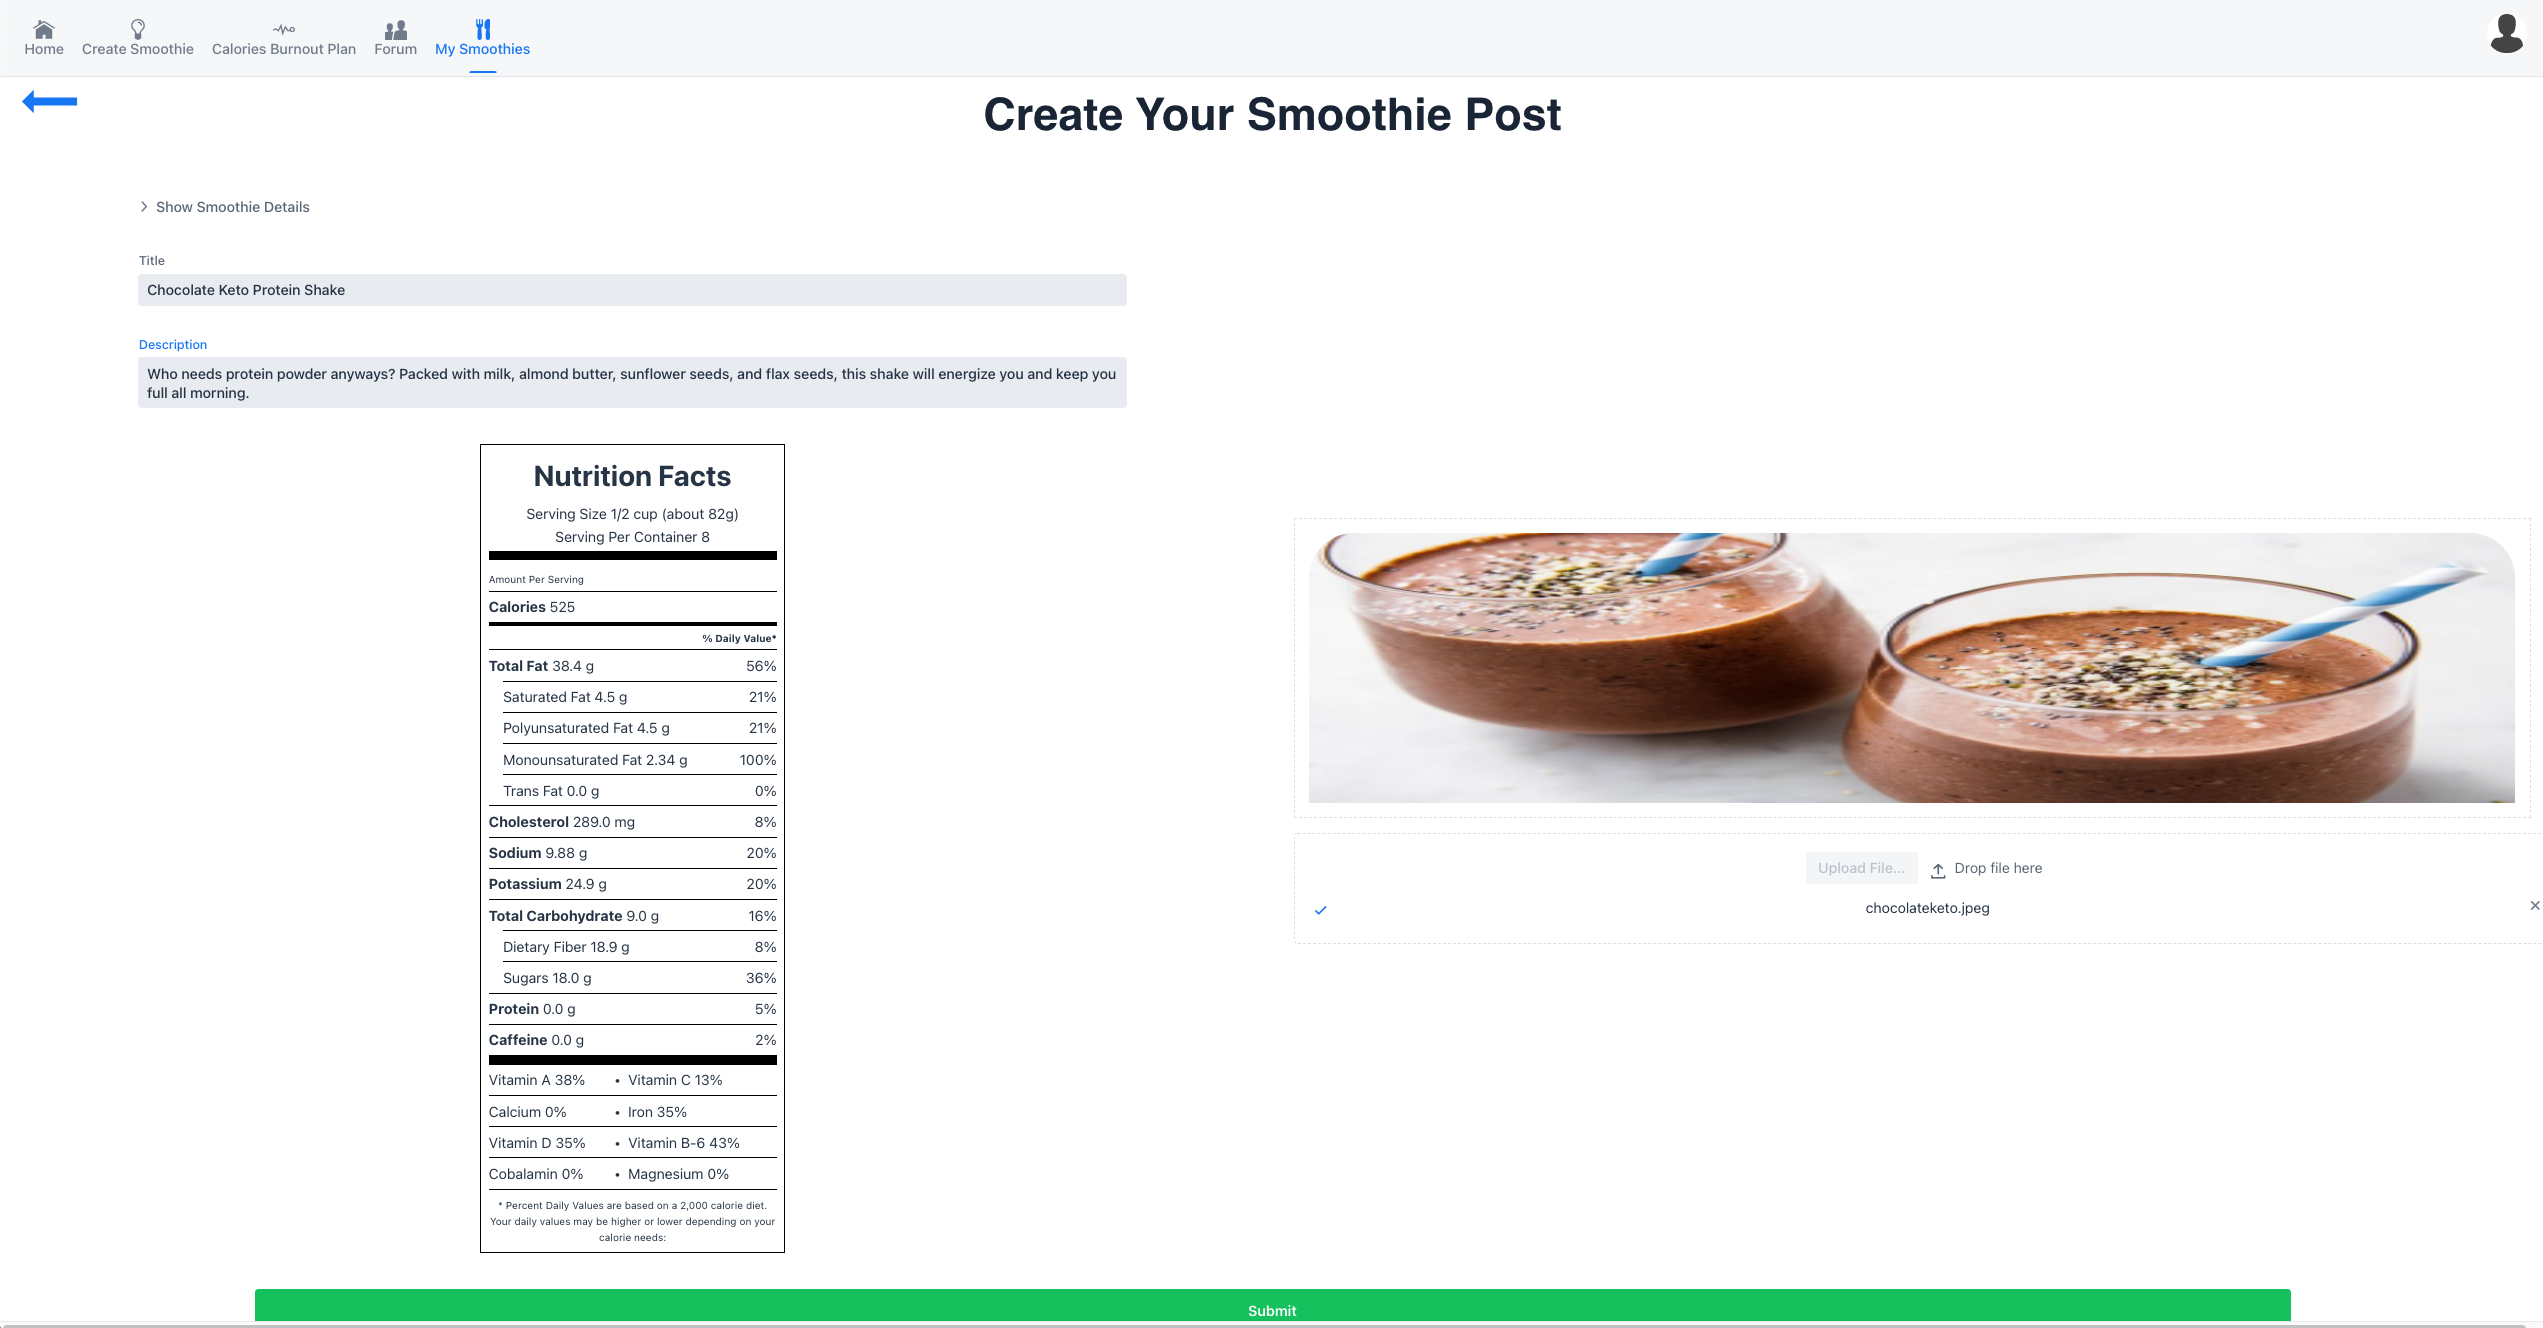 Home
Create Smoothie
Calories Burnout Plan
Forum
My Smoothies
Create Your Smoothie Post
Show Smoothie Details
Title
Chocolate Keto Protein Shake
Description
Who needs protein powder anyways? Packed with milk, almond butter, sunflower seeds, and flax seeds, this shake will energize you and keep you
full all morning.
Nutrition Facts
Serving Size 1/2 cup (about 82g)
Serving Per Container 8
Amount Per Serving
Calories 525
% Daily Value*
Total Fat 38.4 g 56%
Saturated Fat 4.5 g 21%
Polyunsaturated Fat 4.5 g 21%
Monounsaturated Fat 2.34 g 100%
Trans Fat 0.0 g 0%
Cholesterol 289.0 mg 8%
Sodium 9.88 g 20%
Potassium 24.9 g 20%
Total Carbohydrate 9.0 g 16%
Dietary Fiber 18.9 g 8%
Sugars 18.0 g 36%
Protein 0.0 g 5%
Caffeine 0.0 g 2%
Vitamin A 38% • Vitamin C 13%
Calcium 0% • Iron 35%
Vitamin D 35% • Vitamin B-6 43%
Cobalamin 0% • Magnesium 0%
* Percent Daily Values are based on a 2,000 calorie diet.
Your daily values may be higher or lower depending on your
calorie needs:
Upload File... Drop file here
chocolateketo.jpeg
Submit